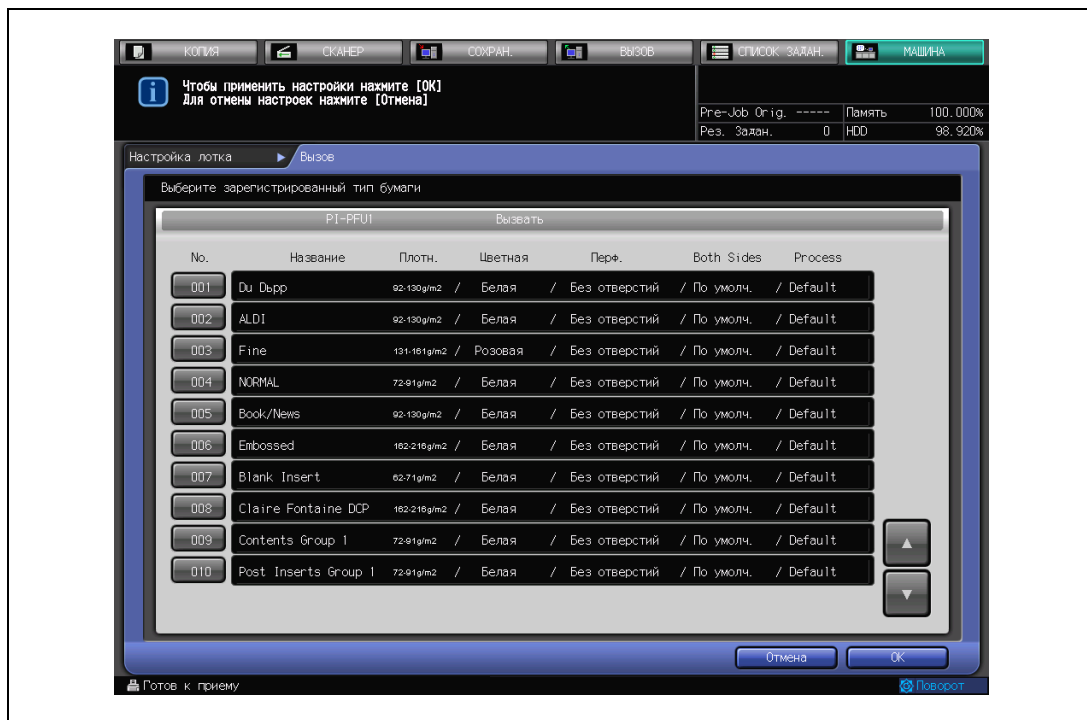 КОПИЯ СКАНЕР СОХРАН. ВЫЗОВ СПИСОК ЗАДАН. МАШИНА
Чтобы применить настройки нажмите [OK]
Для отмены настроек нажмите [Отмена]
Pre-Job Orig. ----- Память 100.000%
Рез. Задан. 0 HDD 98.920%
Настройка лотка ▶ Вызов
Выберите зарегистрированный тип бумаги
PI-PFU1 Вызвать
No. Название Плотн. Цветная Перф. Both Sides Process
001 Du Dьpp 92-130g/m2 / Белая / Без отверстий / По умолч. / Default
002 ALDI 92-130g/m2 / Белая / Без отверстий / По умолч. / Default
003 Fine 131-161g/m2 / Розовая / Без отверстий / По умолч. / Default
004 NORMAL 72-91g/m2 / Белая / Без отверстий / По умолч. / Default
005 Book/News 92-130g/m2 / Белая / Без отверстий / По умолч. / Default
006 Embossed 162-216g/m2 / Белая / Без отверстий / По умолч. / Default
007 Blank Insert 62-71g/m2 / Белая / Без отверстий / По умолч. / Default
008 Claire Fontaine DCP 162-216g/m2 / Белая / Без отверстий / По умолч. / Default
009 Contents Group 1 72-91g/m2 / Белая / Без отверстий / По умолч. / Default
010 Post Inserts Group 1 72-91g/m2 / Белая / Без отверстий / По умолч. / Default
Отмена OK
Готов к приему Поворот